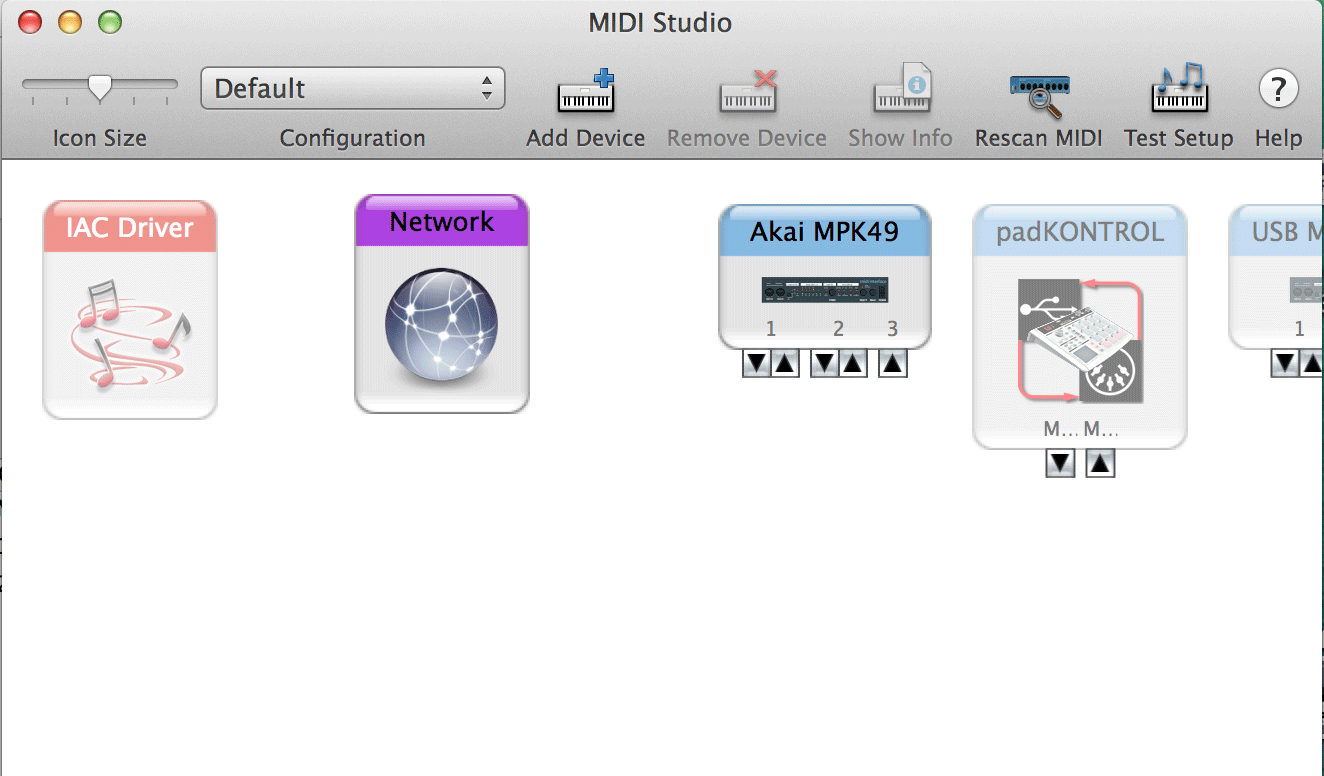 MIDI Studio
Default
?
Icon Size
Configuration
Add Device
Remove Device
Show Info
Rescan MIDI
Test Setup
Help
IAC Driver
Network
Akai MPK49
padKONTROL
USB M
1 2 3
1
M... M...